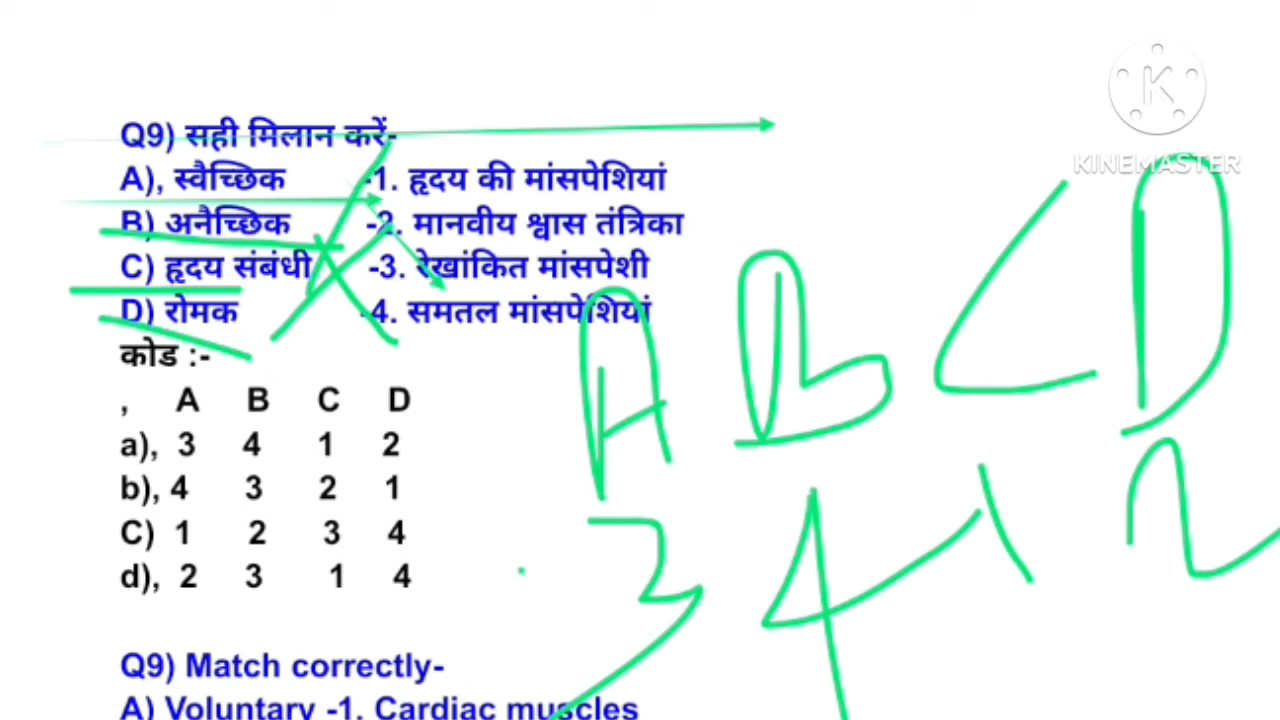 KINEMASTER
Q9) सही मिलान करें-
A), स्वैच्छिक -1. हृदय की मांसपेशियां
B) अनैच्छिक -2. मानवीय श्वास तंत्रिका
C) हृदय संबंधी -3. रेखांकित मांसपेशी
D) रोमक -4. समतल मांसपेशियां
कोड :-
, A B C D
a), 3 4 1 2
b), 4 3 2 1
C) 1 2 3 4
d), 2 3 1 4
A B C D
3 4 1 2
Q9) Match correctly-
A) Voluntary -1. Cardiac muscles